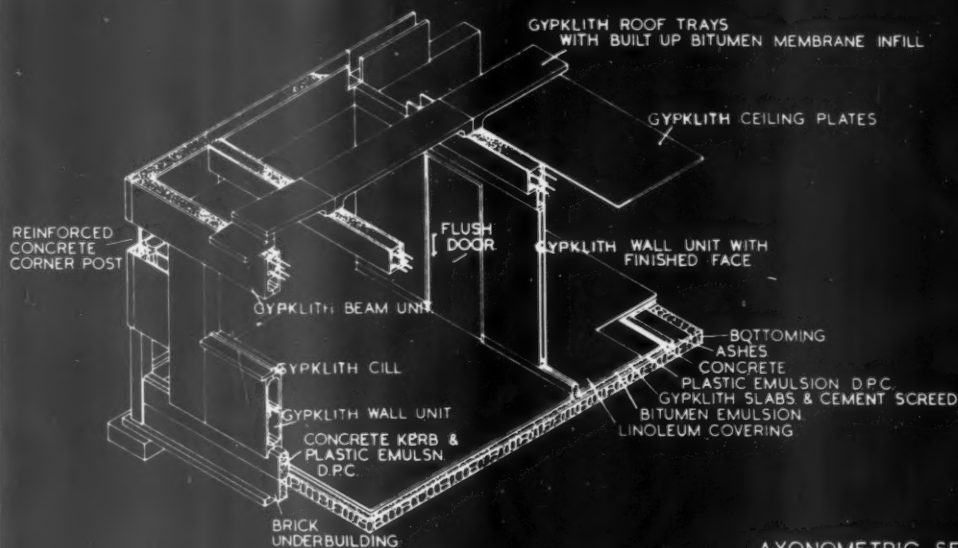 GYPKLITH ROOF TRAYS
WITH BUILT UP BITUMEN MEMBRANE INFILL
GYPKLITH CEILING PLATES
REINFORCED
CONCRETE
CORNER POST
FLUSH
DOOR
GYPKLITH WALL UNIT WITH
FINISHED FACE
GYPKLITH BEAM UNIT
BOTTOMING
ASHES
CONCRETE
PLASTIC EMULSION D.P.C.
GYPKLITH SLABS & CEMENT SCREED
BITUMEN EMULSION
LINOLEUM COVERING
GYPKLITH CILL
GYPKLITH WALL UNIT
CONCRETE KERB &
PLASTIC EMULSN.
D.P.C.
BRICK
UNDERBUILDING
AXONOMETRIC